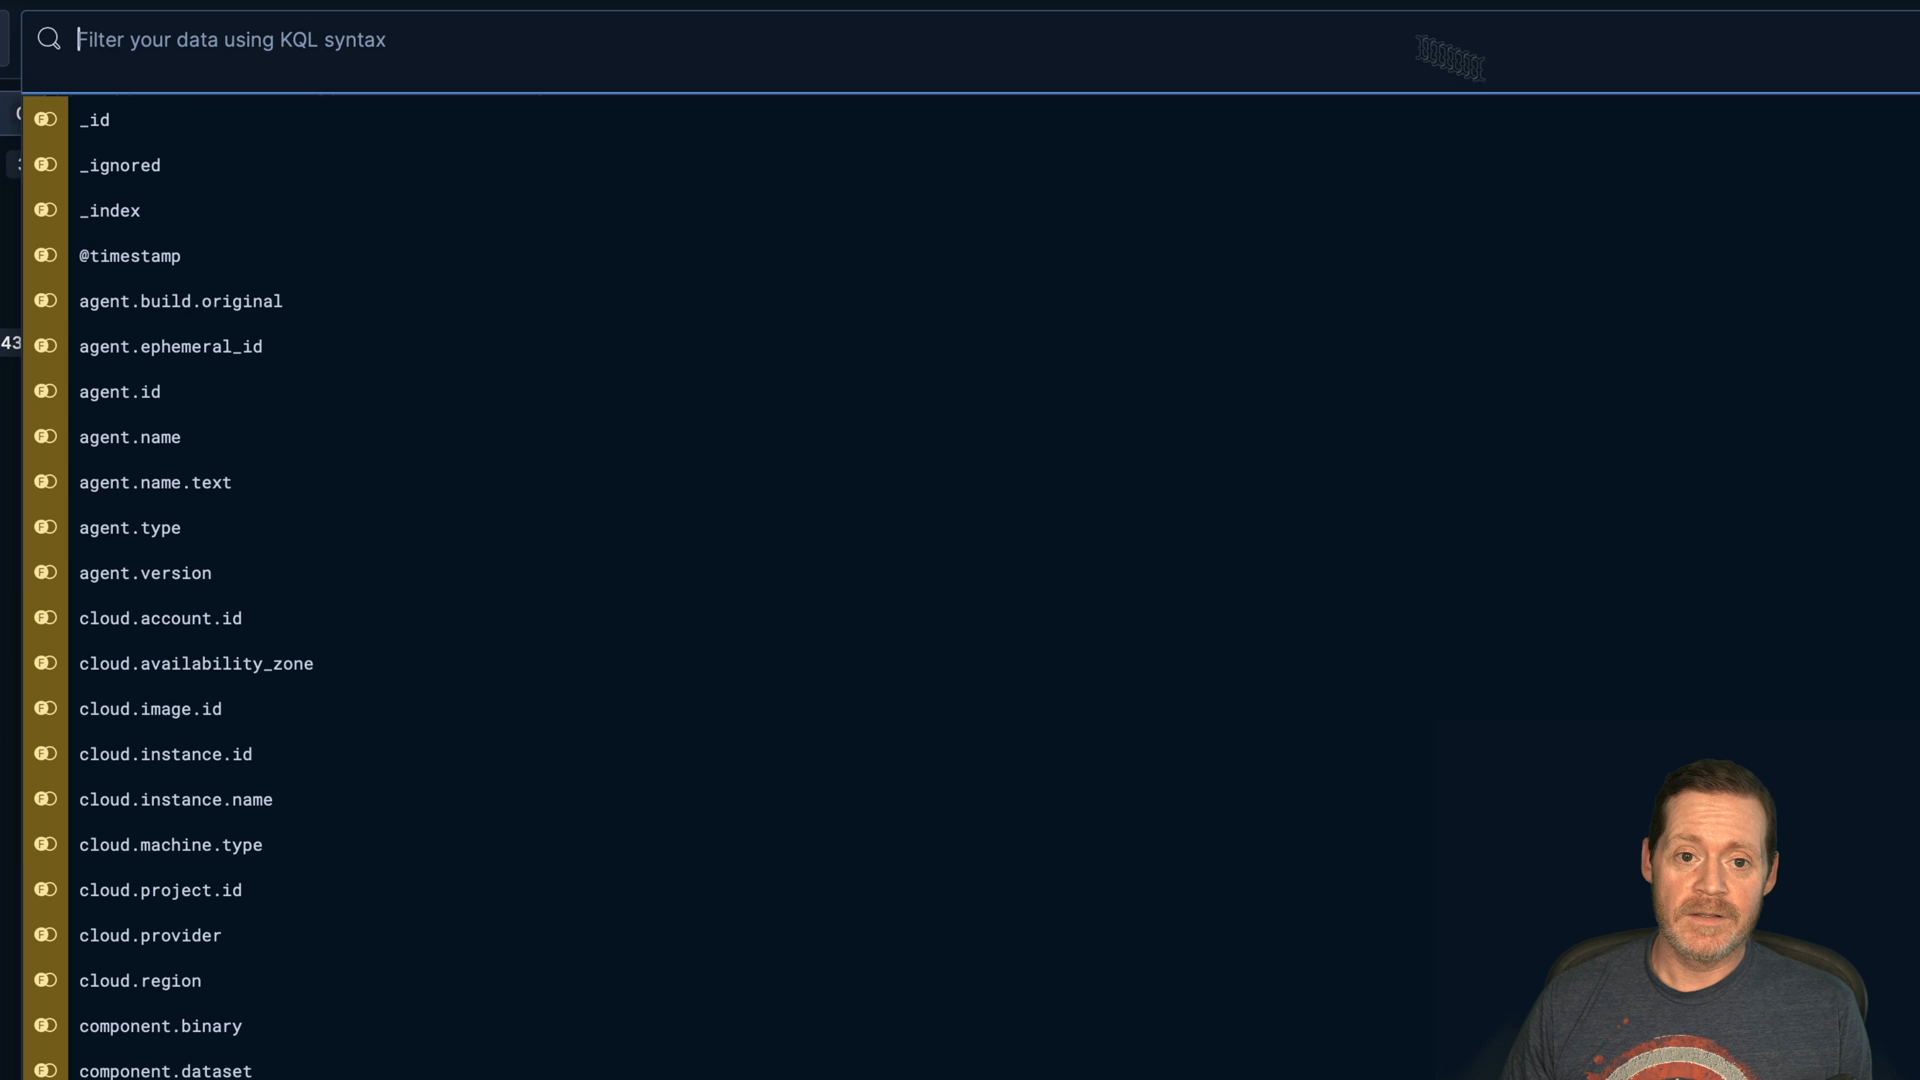 Filter your data using KQL syntax
_id
_ignored
_index
@timestamp
agent.build.original
agent.ephemeral_id
43
agent.id
agent.name
agent.name.text
agent.type
agent.version
cloud.account.id
cloud.availability_zone
cloud.image.id
cloud.instance.id
cloud.instance.name
cloud.machine.type
cloud.project.id
cloud.provider
cloud.region
component.binary
component.dataset